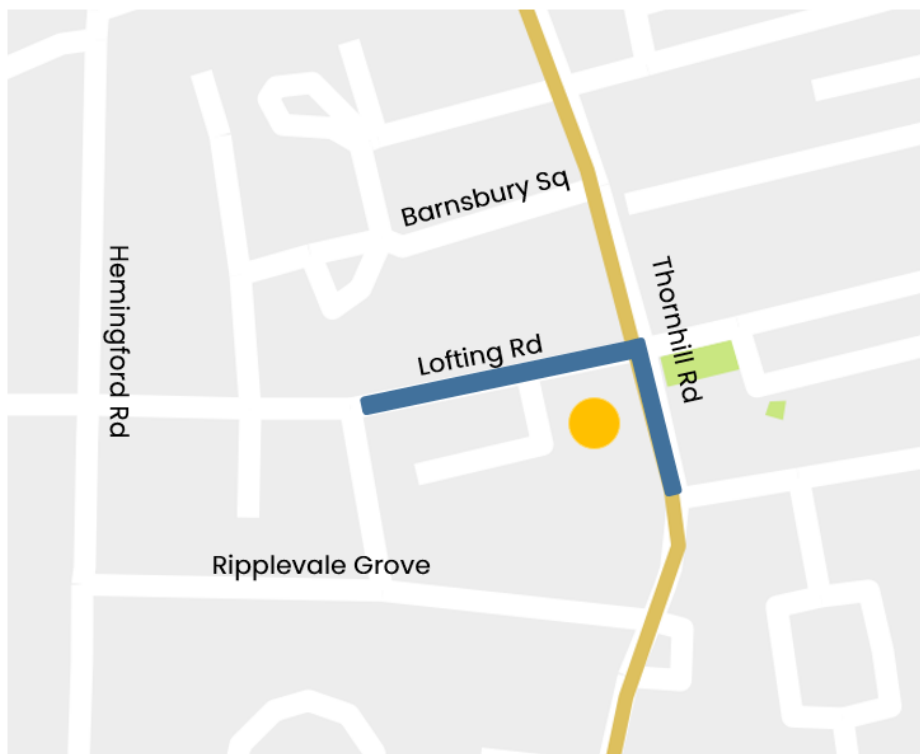 Barnsbury Sq
Hemingford Rd
Thornhill Rd
Lofting Rd
Ripplevale Grove